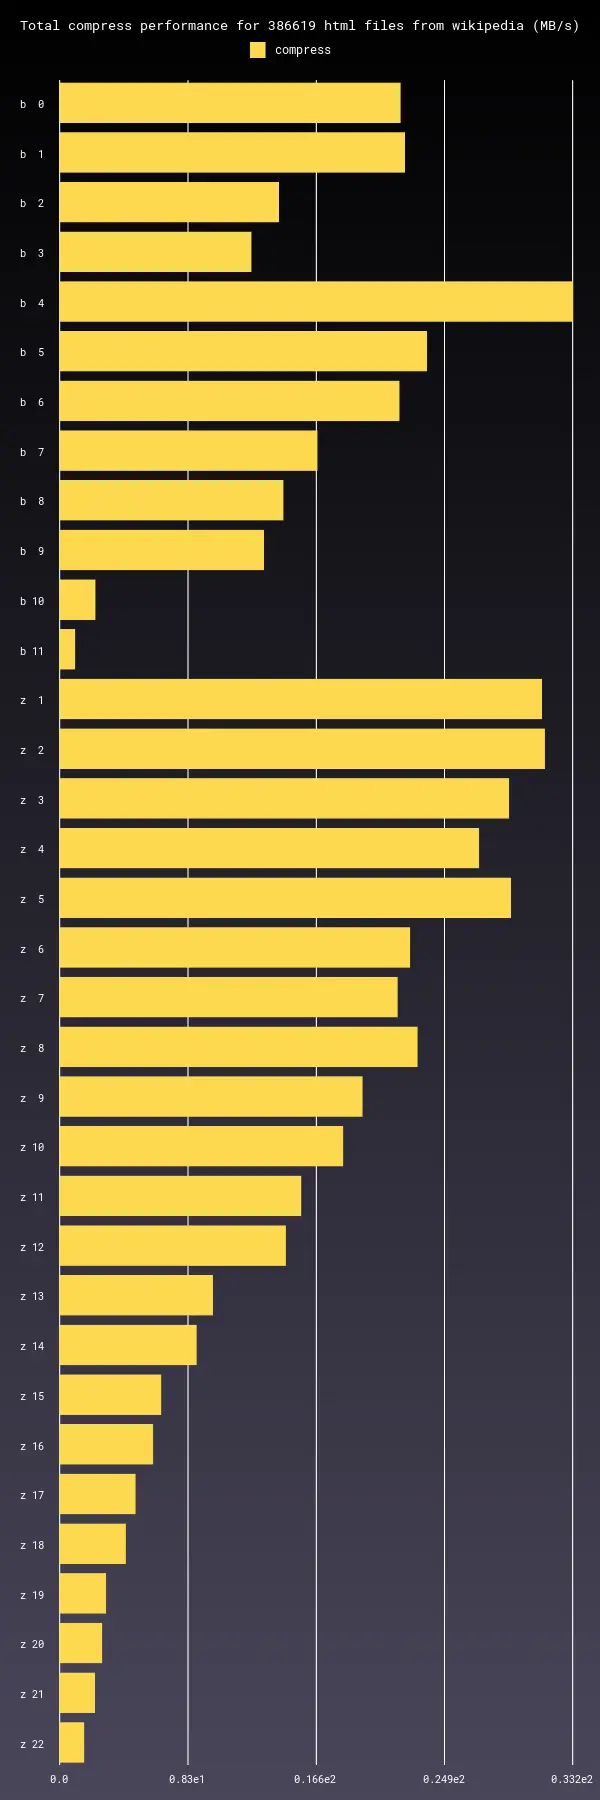 Total compress performance for 386619 html files from wikipedia (MB/s)
compress
b 0
b 1
b 2
b 3
b 4
b 5
b 6
b 7
b 8
b 9
b 10
b 11
z 1
z 2
z 3
z 4
z 5
z 6
z 7
z 8
z 9
z 10
z 11
z 12
z 13
z 14
z 15
z 16
z 17
z 18
z 19
z 20
z 21
z 22
0.0 0.83e1 0.166e2 0.249e2 0.332e2